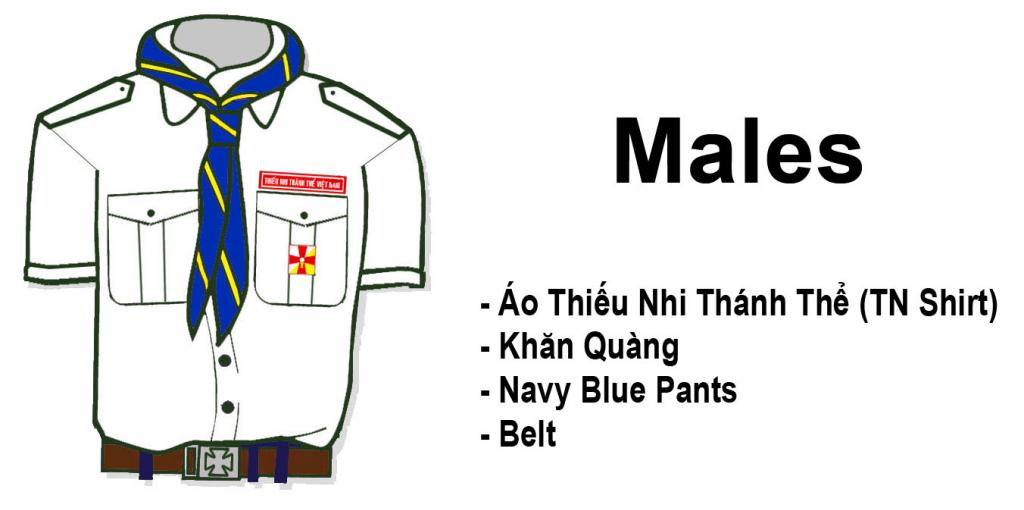 THIẾU NHI THÁNH THỂ VIỆT NAM
Males
- Áo Thiếu Nhi Thánh Thể (TN Shirt)
- Khăn Quàng
- Navy Blue Pants
- Belt